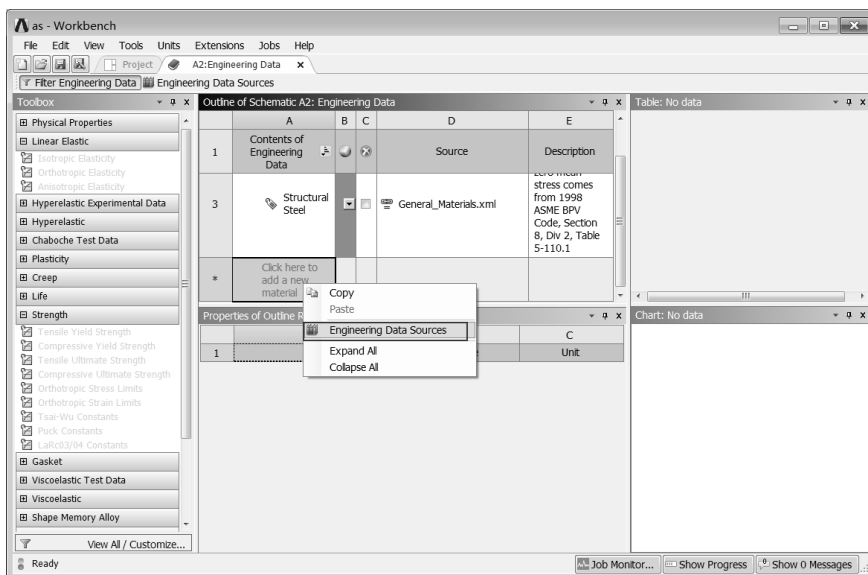 as - Workbench
File Edit View Tools Units Extensions Jobs Help
Project A2:Engineering Data
Filter Engineering Data Engineering Data Sources
Toolbox
Physical Properties
Linear Elastic
Isotropic Elasticity
Orthotropic Elasticity
Anisotropic Elasticity
Hyperelastic Experimental Data
Hyperelastic
Chaboche Test Data
Plasticity
Creep
Life
Strength
Tensile Yield Strength
Compressive Yield Strength
Tensile Ultimate Strength
Compressive Ultimate Strength
Orthotropic Stress Limits
Orthotropic Strain Limits
Tsai-Wu Constants
Puck Constants
LaRc03/04 Constants
Gasket
Viscoelastic Test Data
Viscoelastic
Shape Memory Alloy
View All / Customize...
Outline of Schematic A2: Engineering Data
A B C D E
1 Contents of
Engineering
Data
Source Description
3 Structural
Steel
General_Materials.xml
zero mean
stress comes
from 1998
ASME BPV
Code, Section
8, Div 2, Table
5-110.1
* Click here to
add a new
material
Copy
Paste
Engineering Data Sources
Expand All
Collapse All
Properties of Outline R
C
1 Unit
Table: No data
Chart: No data
Ready
Job Monitor... Show Progress Show 0 Messages